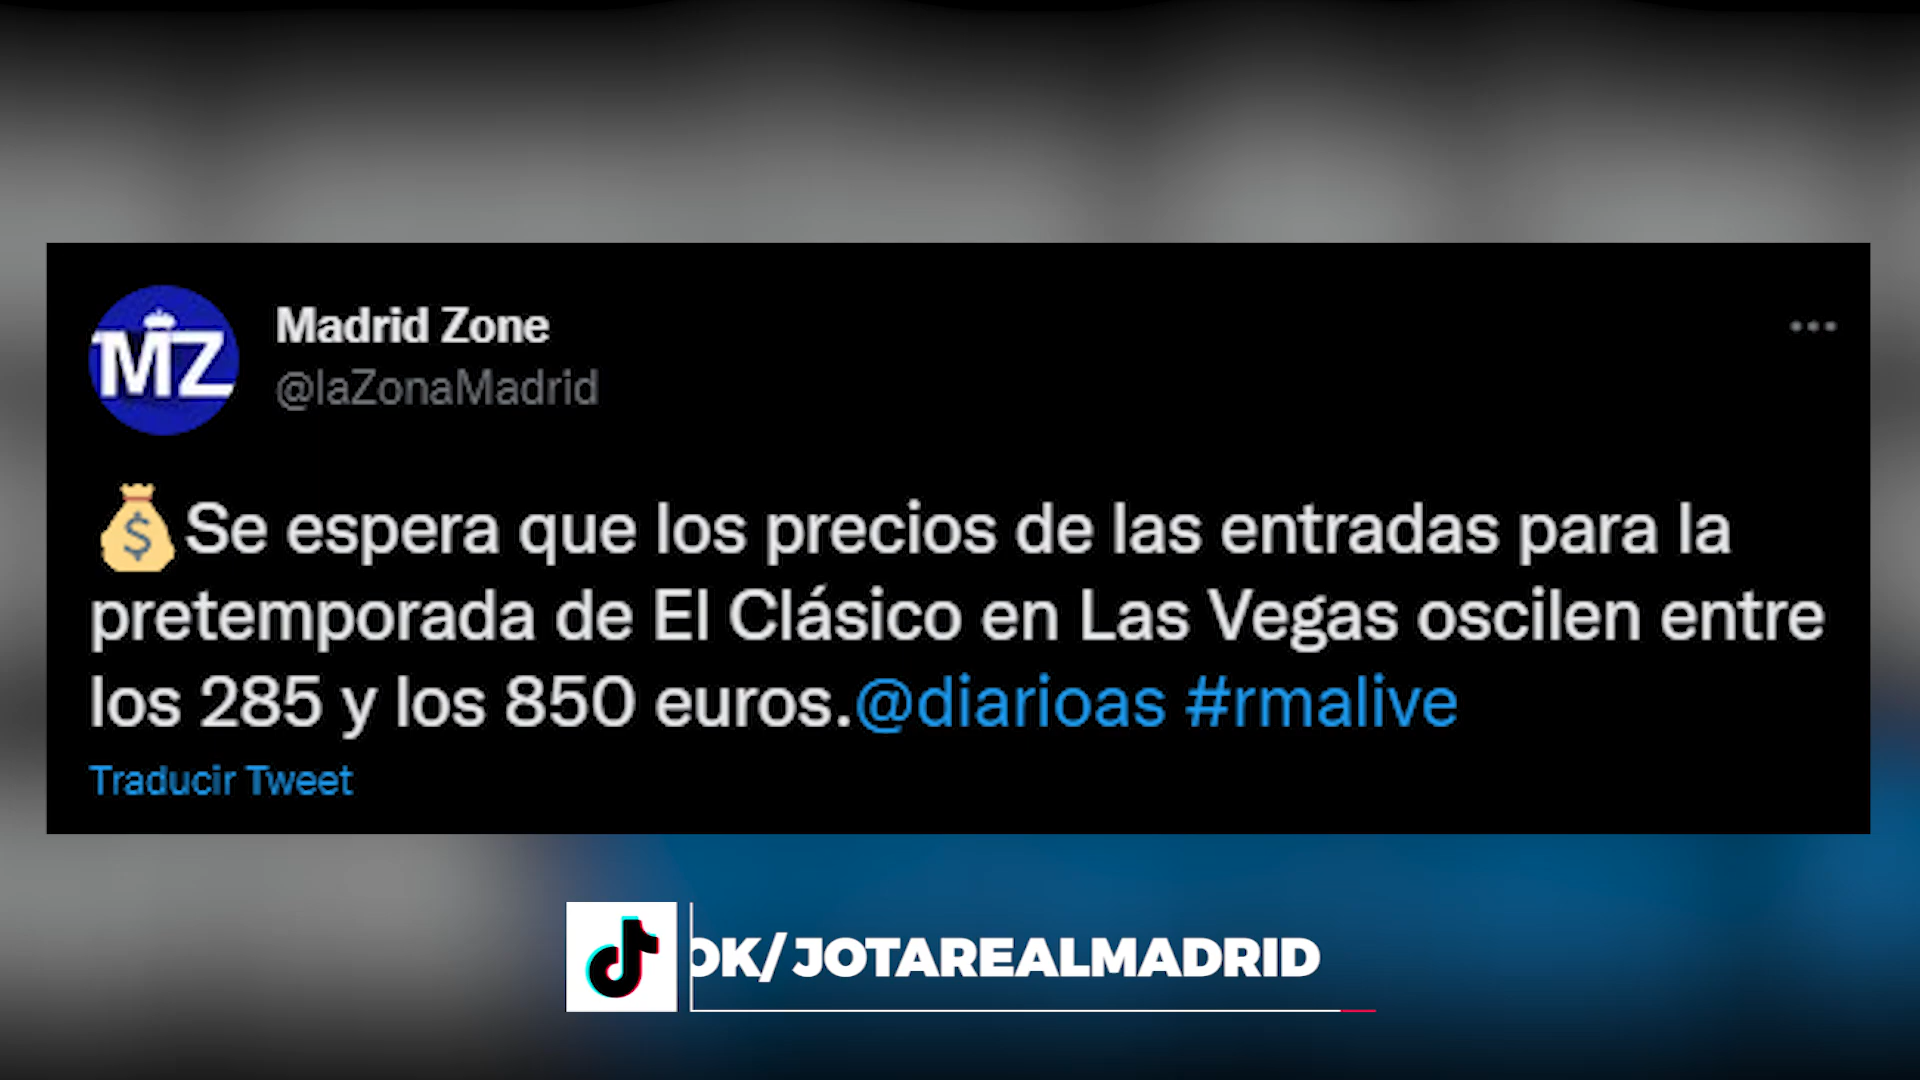 MZ
Madrid Zone
@laZonaMadrid
💰Se espera que los precios de las entradas para la
pretemporada de El Clásico en Las Vegas oscilen entre
los 285 y los 850 euros.@diarioas #rmalive
Traducir Tweet
OK/JOTAREALMADRID